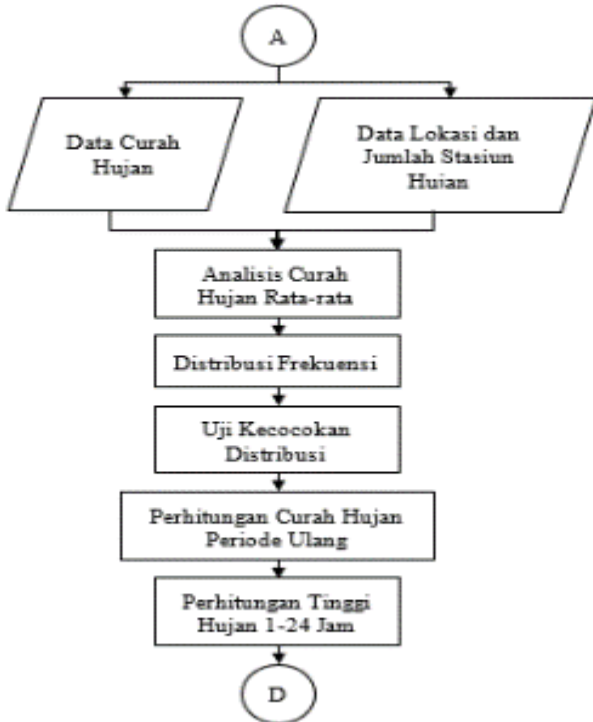 A
Data Curah
Hujan
Data Lokasi dan
Jumlah Stasiun
Hujan
Analisis Curah
Hujan Rata-rata
Distribusi Frekuensi
Uji Kecocokan
Distribusi
Perhitungan Curah Hujan
Periode Ulang
Perhitungan Tinggi
Hujan 1-24 Jam
D